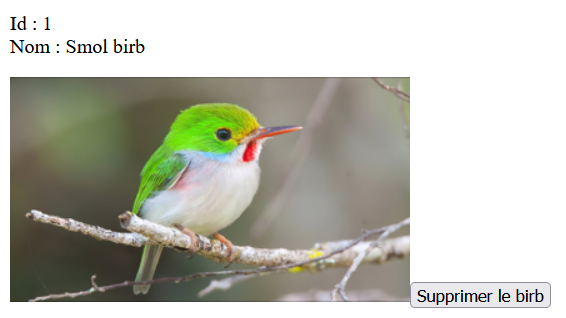 Id : 1
Nom : Smol birb
Supprimer le birb